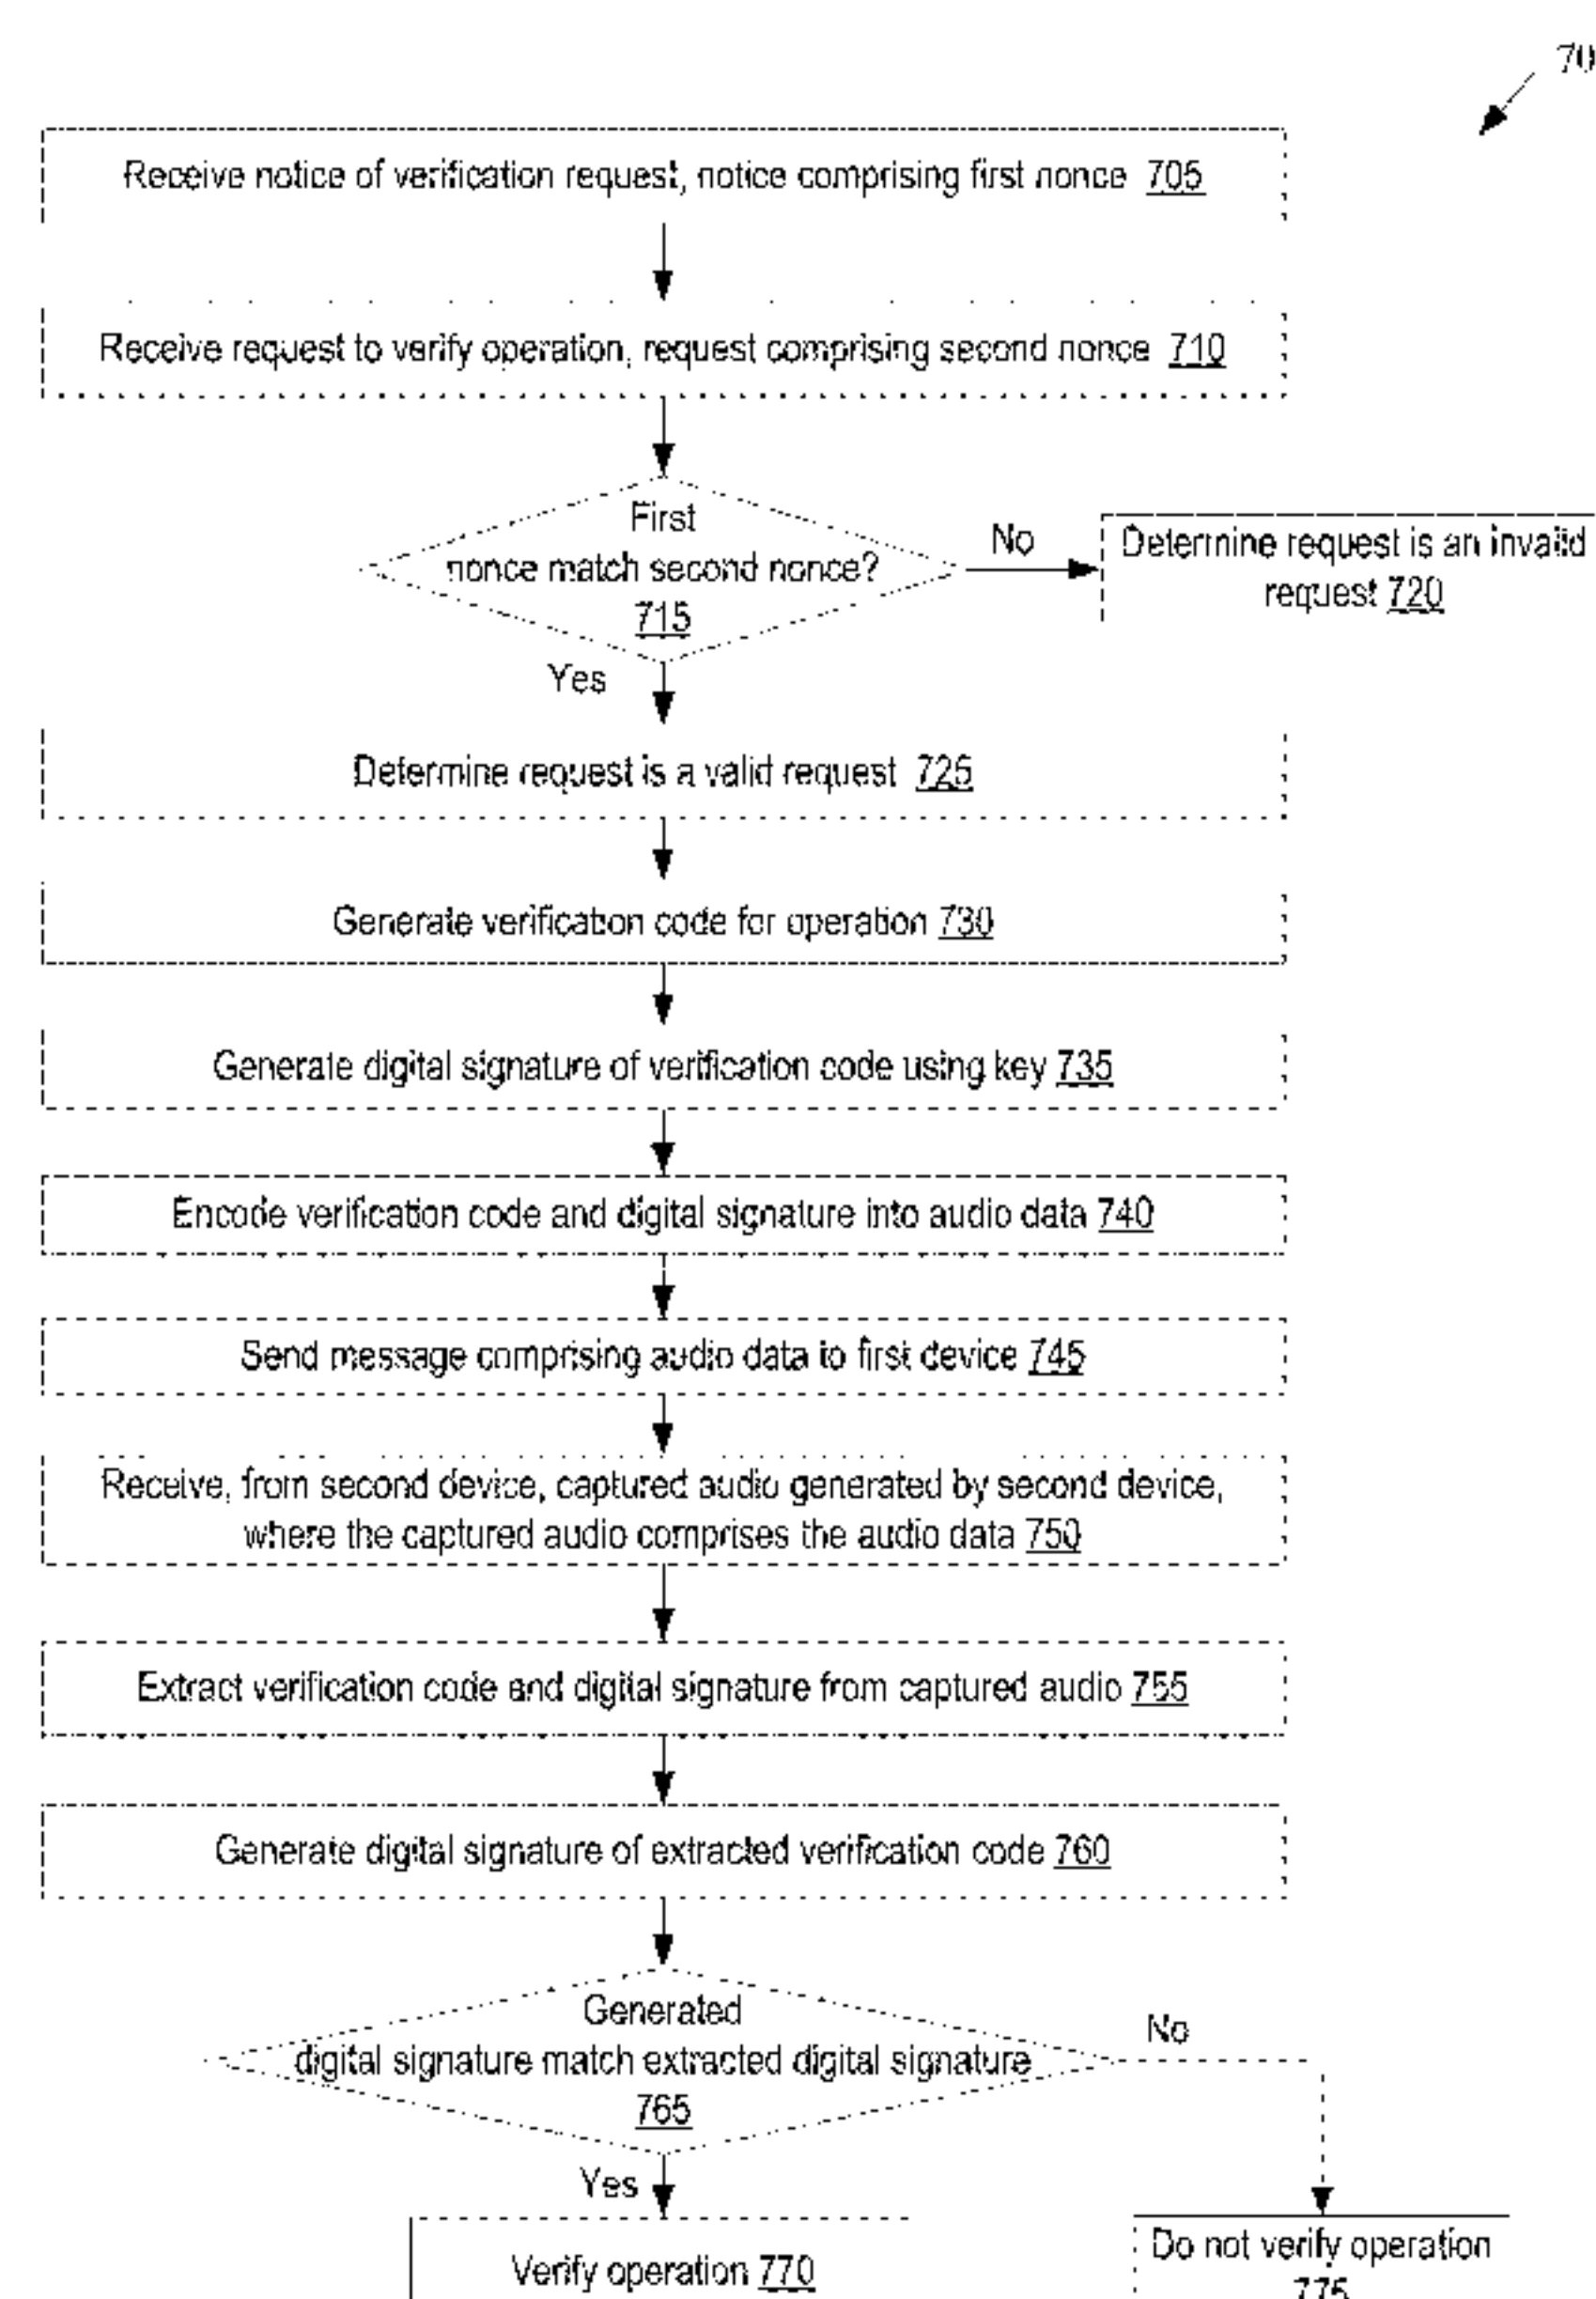 70
Receive notice of verification request, notice comprising first nonce 705
Receive request to verify operation, request comprising second nonce 710
First
nonce match second nonce?
715
No
Determine request is an invalid
request 720
Yes
Determine request is a valid request 725
Generate verification code for operation 730
Generate digital signature of verification code using key 735
Encode verification code and digital signature into audio data 740
Send message comprising audio data to first device 745
Receive, from second device, captured audio generated by second device,
where the captured audio comprises the audio data 750
Extract verification code and digital signature from captured audio 755
Generate digital signature of extracted verification code 760
Generated
digital signature match extracted digital signature
765
No
Yes
Verify operation 770
Do not verify operation
775